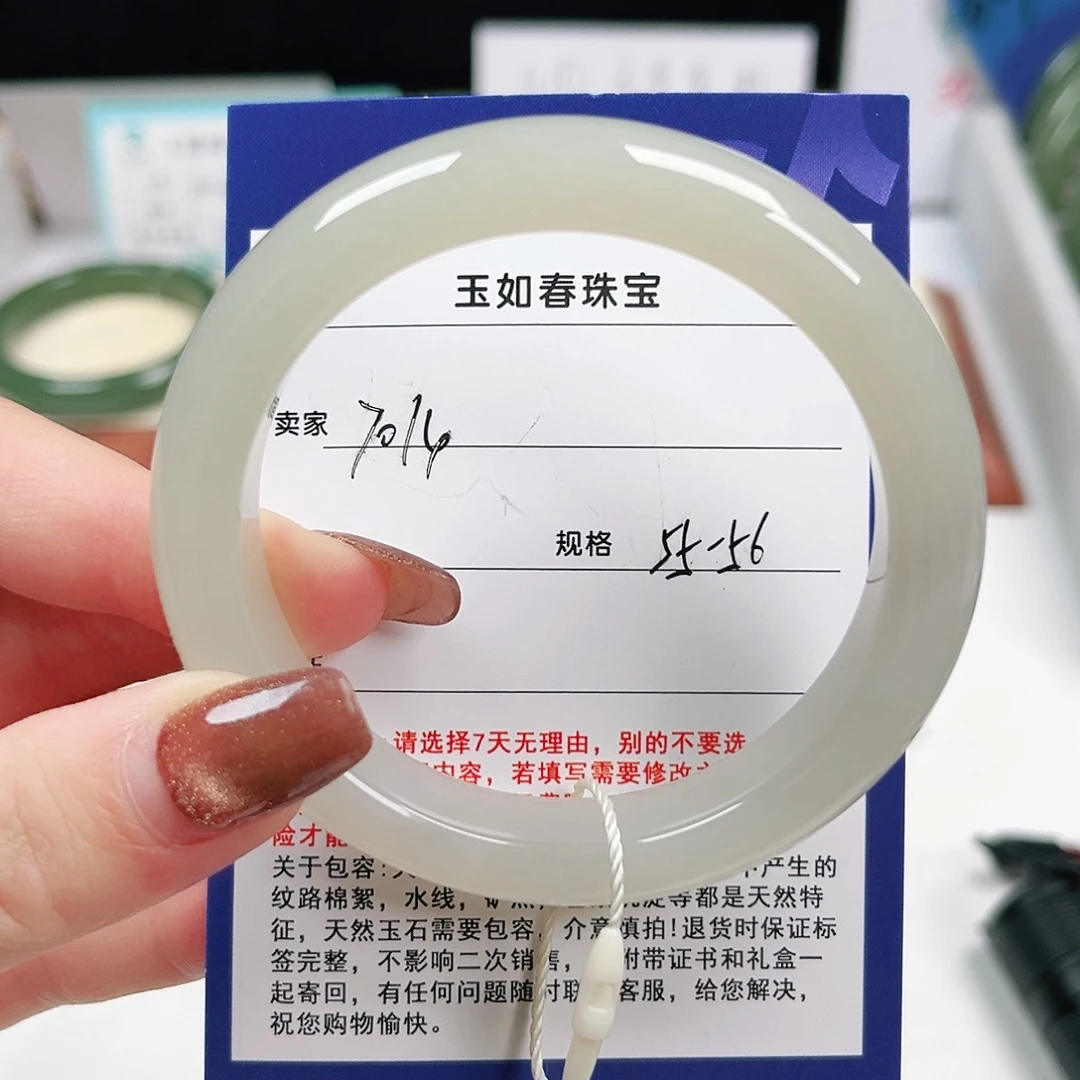 玉如春珠宝
卖家 7016
规格 55-56
请选择7天无理由，别的不要选
内容，若填写需要修改
险才能
关于包容：产生的
纹路棉絮，水线，等都是天然特
征，天然玉石需要包容，介意慎拍！退货时保证标
签完整，不影响二次销售，附带证书和礼盒一
起寄回，有任何问题随时联客服，给您解决，
祝您购物愉快。